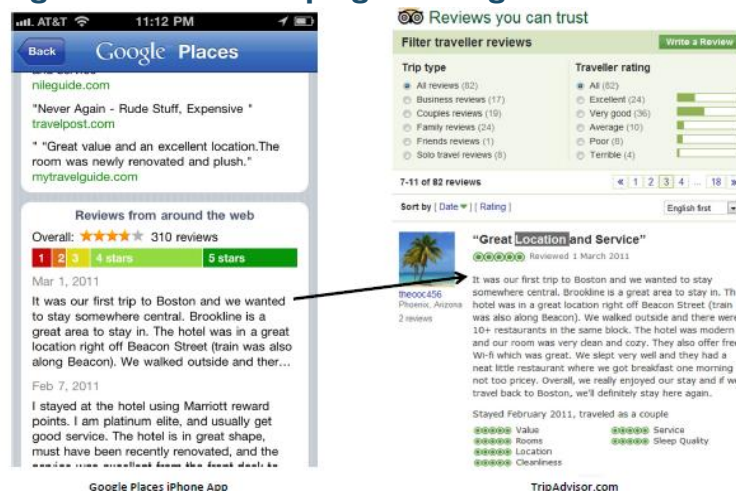 AT&T 11:12 PM
Back Google Places
nileguide.com
"Never Again - Rude Stuff, Expensive "
travelpost.com
" "Great value and an excellent location.The
room was newly renovated and plush."
mytravelguide.com
Reviews from around the web
Overall: 310 reviews
1 2 3 4 stars 5 stars
Mar 1, 2011
It was our first trip to Boston and we wanted
to stay somewhere central. Brookline is a
great area to stay in. The hotel was in a great
location right off Beacon Street (train was also
along Beacon). We walked outside and ther...
Feb 7, 2011
I stayed at the hotel using Marriott reward
points. I am platinum elite, and usually get
good service. The hotel is in great shape,
must have been recently renovated, and the
Google Places iPhone App
Reviews you can trust
Filter traveller reviews
Write a Review
Trip type
All reviews (82)
Business reviews (17)
Couples reviews (19)
Family reviews (24)
Friends reviews (1)
Solo travel reviews (8)
Traveller rating
All (82)
Excellent (24)
Very good (36)
Average (10)
Poor (8)
Terrible (4)
7-11 of 82 reviews
« 1 2 3 4 ... 18 »
Sort by [ Date ] [ Rating ]
English first
"Great Location and Service"
Reviewed 1 March 2011
theooc456
Phoenix, Arizona
2 reviews
It was our first trip to Boston and we wanted to stay
somewhere central. Brookline is a great area to stay in. Th
hotel was in a great location right off Beacon Street (train
was also along Beacon). We walked outside and there were
10+ restaurants in the same block. The hotel was modern
and our room was very clean and cozy. They also offer free
Wi-fi which was great. We slept very well and they had a
neat little restaurant where we got breakfast one morning
not too pricey. Overall, we really enjoyed our stay and if we
travel back to Boston, we'll definitely stay here again.
Stayed February 2011, traveled as a couple
Value
Rooms
Location
Cleanliness
Service
Sleep Quality
TripAdvisor.com